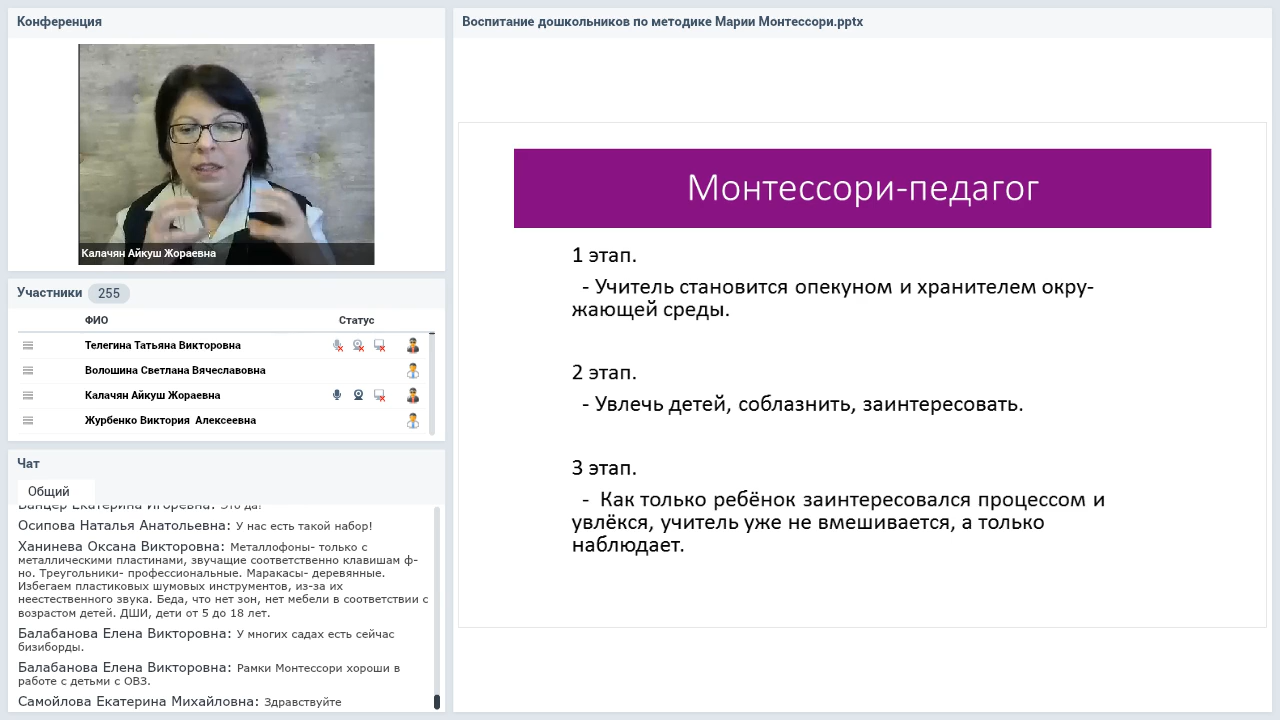 Конференция
Калачян Айкуш Жораевна
Участники 255
ФИО Статус
Телегина Татьяна Викторовна
Волошина Светлана Вячеславовна
Калачян Айкуш Жораевна
Журбенко Виктория Алексеевна
Чат
Общий
Ванцер Екатерина Игоревна: Это да!
Осипова Наталья Анатольевна: У нас есть такой набор!
Ханинева Оксана Викторовна: Металлофоны- только с
металлическими пластинами, звучащие соответственно клавишам ф-
но. Треугольники- профессиональные. Маракасы- деревянные.
Избегаем пластиковых шумовых инструментов, из-за их
неестественного звука. Беда, что нет зон, нет мебели в соответствии с
возрастом детей. ДШИ, дети от 5 до 18 лет.
Балабанова Елена Викторовна: У многих садах есть сейчас
бизиборды.
Балабанова Елена Викторовна: Рамки Монтессори хороши в
работе с детьми с ОВЗ.
Самойлова Екатерина Михайловна: Здравствуйте
Воспитание дошкольников по методике Марии Монтессори.pptx
Монтессори-педагог
1 этап.
- Учитель становится опекуном и хранителем окру-
жающей среды.
2 этап.
- Увлечь детей, соблазнить, заинтересовать.
3 этап.
- Как только ребёнок заинтересовался процессом и
увлёкся, учитель уже не вмешивается, а только
наблюдает.